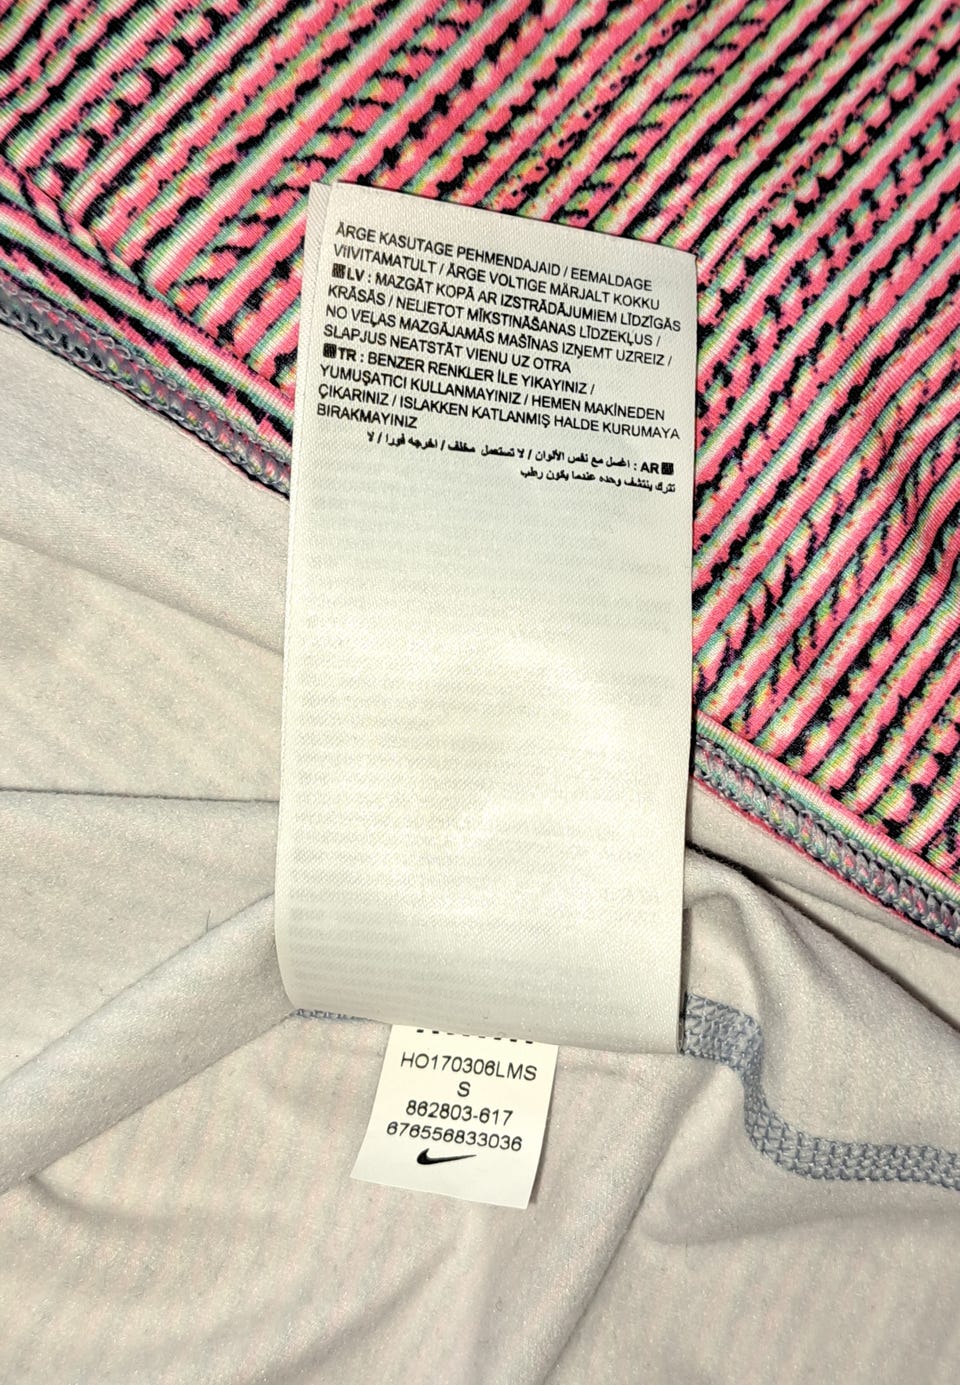 ÄRGE KASUTAGE PEHMENDAJAID / EEMALDAGE
VIIVITAMATULT / ÄRGE VOLTIGE MÄRJALT KOKKU
LV : MAZGĀT KOPĀ AR IZSTRĀDĀJUMIEM LĪDZĪGĀS
KRĀSĀS / NELIETOT MĪKSTINĀŠANAS LĪDZEKĻUS /
NO VEĻAS MAZGĀJAMĀS MAŠĪNAS IZŅEMT UZREIZ /
SLAPJUS NEATSTĀT VIENU UZ OTRA
TR : BENZER RENKLER İLE YIKAYINIZ /
YUMUŞATICI KULLANMAYINIZ / HEMEN MAKİNEDEN
ÇIKARINIZ / ISLAKKEN KATLANMIŞ HALDE KURUMAYA
BIRAKMAYINIZ
AR : اغسل مع نفس الألوان / لا تستعمل مخلف / اخرجه فورا / لا
تترك ينتشف وحده عندما يكون رطب
HO170306LMS
S
862803-617
676556833036